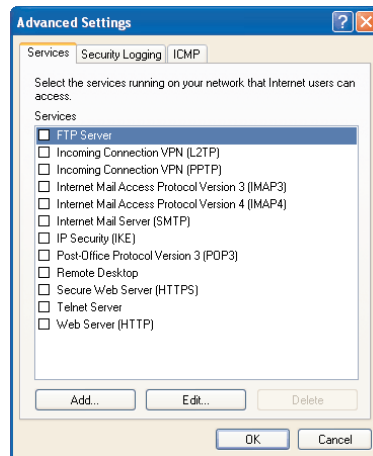 Advanced Settings
Services Security Logging ICMP
Select the services running on your network that Internet users can
access.
Services
FTP Server
Incoming Connection VPN (L2TP)
Incoming Connection VPN (PPTP)
Internet Mail Access Protocol Version 3 (IMAP3)
Internet Mail Access Protocol Version 4 (IMAP4)
Internet Mail Server (SMTP)
IP Security (IKE)
Post-Office Protocol Version 3 (POP3)
Remote Desktop
Secure Web Server (HTTPS)
Telnet Server
Web Server (HTTP)
Add... Edit... Delete
OK Cancel